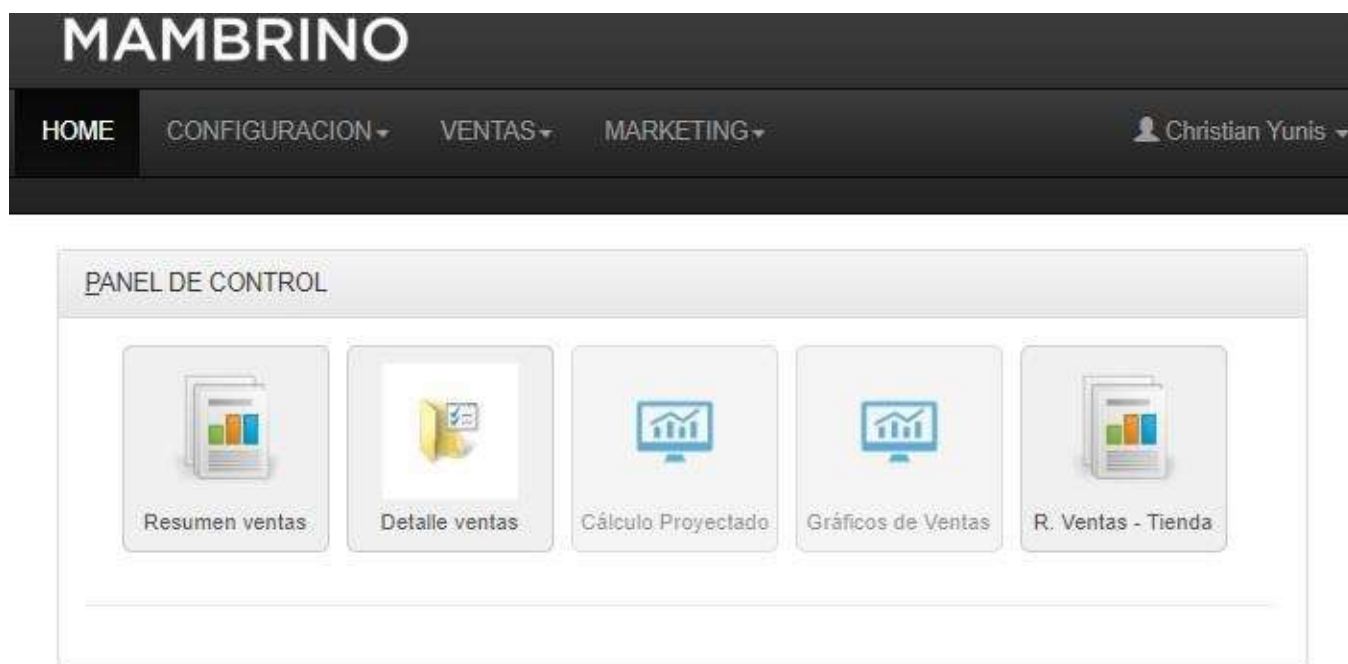 MAMBRINO
HOME CONFIGURACION VENTAS MARKETING Christian Yunis
PANEL DE CONTROL
Resumen ventas Detalle ventas Cálculo Proyectado Gráficos de Ventas R. Ventas - Tienda